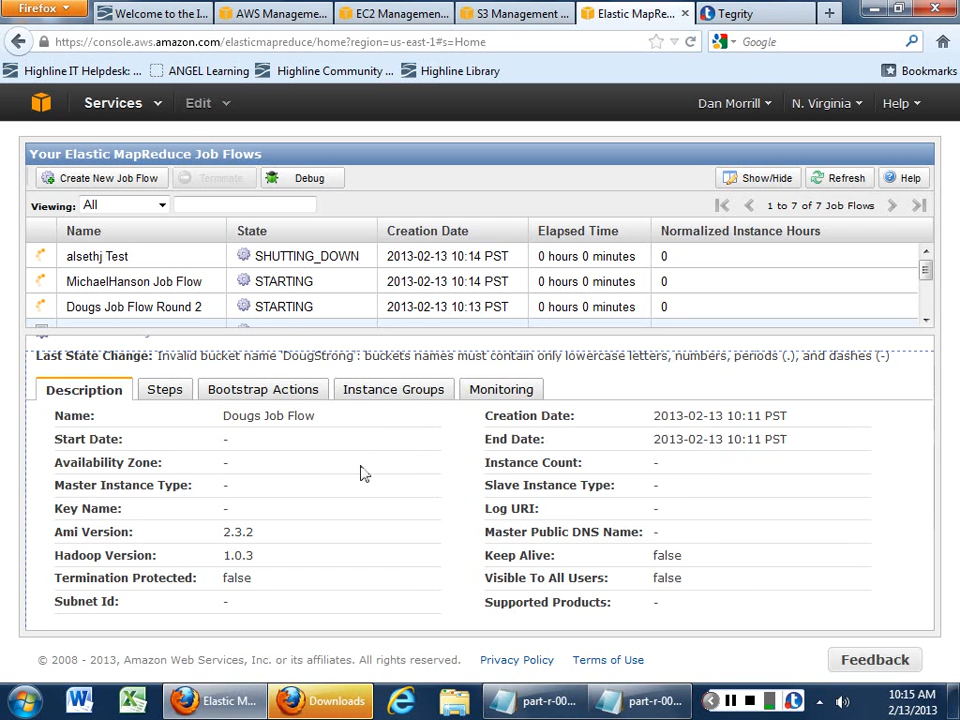 Firefox
Welcome to the I...
AWS Manageme...
EC2 Managemen...
S3 Management ...
Elastic MapRe...
Tegrity
https://console.aws.amazon.com/elasticmapreduce/home?region=us-east-1#s=Home
Google
Highline IT Helpdesk: ...
ANGEL Learning
Highline Community ...
Highline Library
Bookmarks
Services
Edit
Dan Morrill
N. Virginia
Help
Your Elastic MapReduce Job Flows
Create New Job Flow
Terminate
Debug
Show/Hide
Refresh
Help
Viewing: All
1 to 7 of 7 Job Flows
Name State Creation Date Elapsed Time Normalized Instance Hours
alsethj Test SHUTTING_DOWN 2013-02-13 10:14 PST 0 hours 0 minutes 0
MichaelHanson Job Flow STARTING 2013-02-13 10:14 PST 0 hours 0 minutes 0
Dougs Job Flow Round 2 STARTING 2013-02-13 10:13 PST 0 hours 0 minutes 0
Last State Change: Invalid bucket name 'DougStrong': buckets names must contain only lowercase letters, numbers, periods (.), and dashes (-)
Description Steps Bootstrap Actions Instance Groups Monitoring
Name: Dougs Job Flow Creation Date: 2013-02-13 10:11 PST
Start Date: - End Date: 2013-02-13 10:11 PST
Availability Zone: - Instance Count: -
Master Instance Type: - Slave Instance Type: -
Key Name: - Log URI: -
Ami Version: 2.3.2 Master Public DNS Name: -
Hadoop Version: 1.0.3 Keep Alive: false
Termination Protected: false Visible To All Users: false
Subnet Id: - Supported Products: -
© 2008 - 2013, Amazon Web Services, Inc. or its affiliates. All rights reserved. Privacy Policy Terms of Use
Feedback
Elastic M...
Downloads
part-r-00...
part-r-00...
10:15 AM
2/13/2013